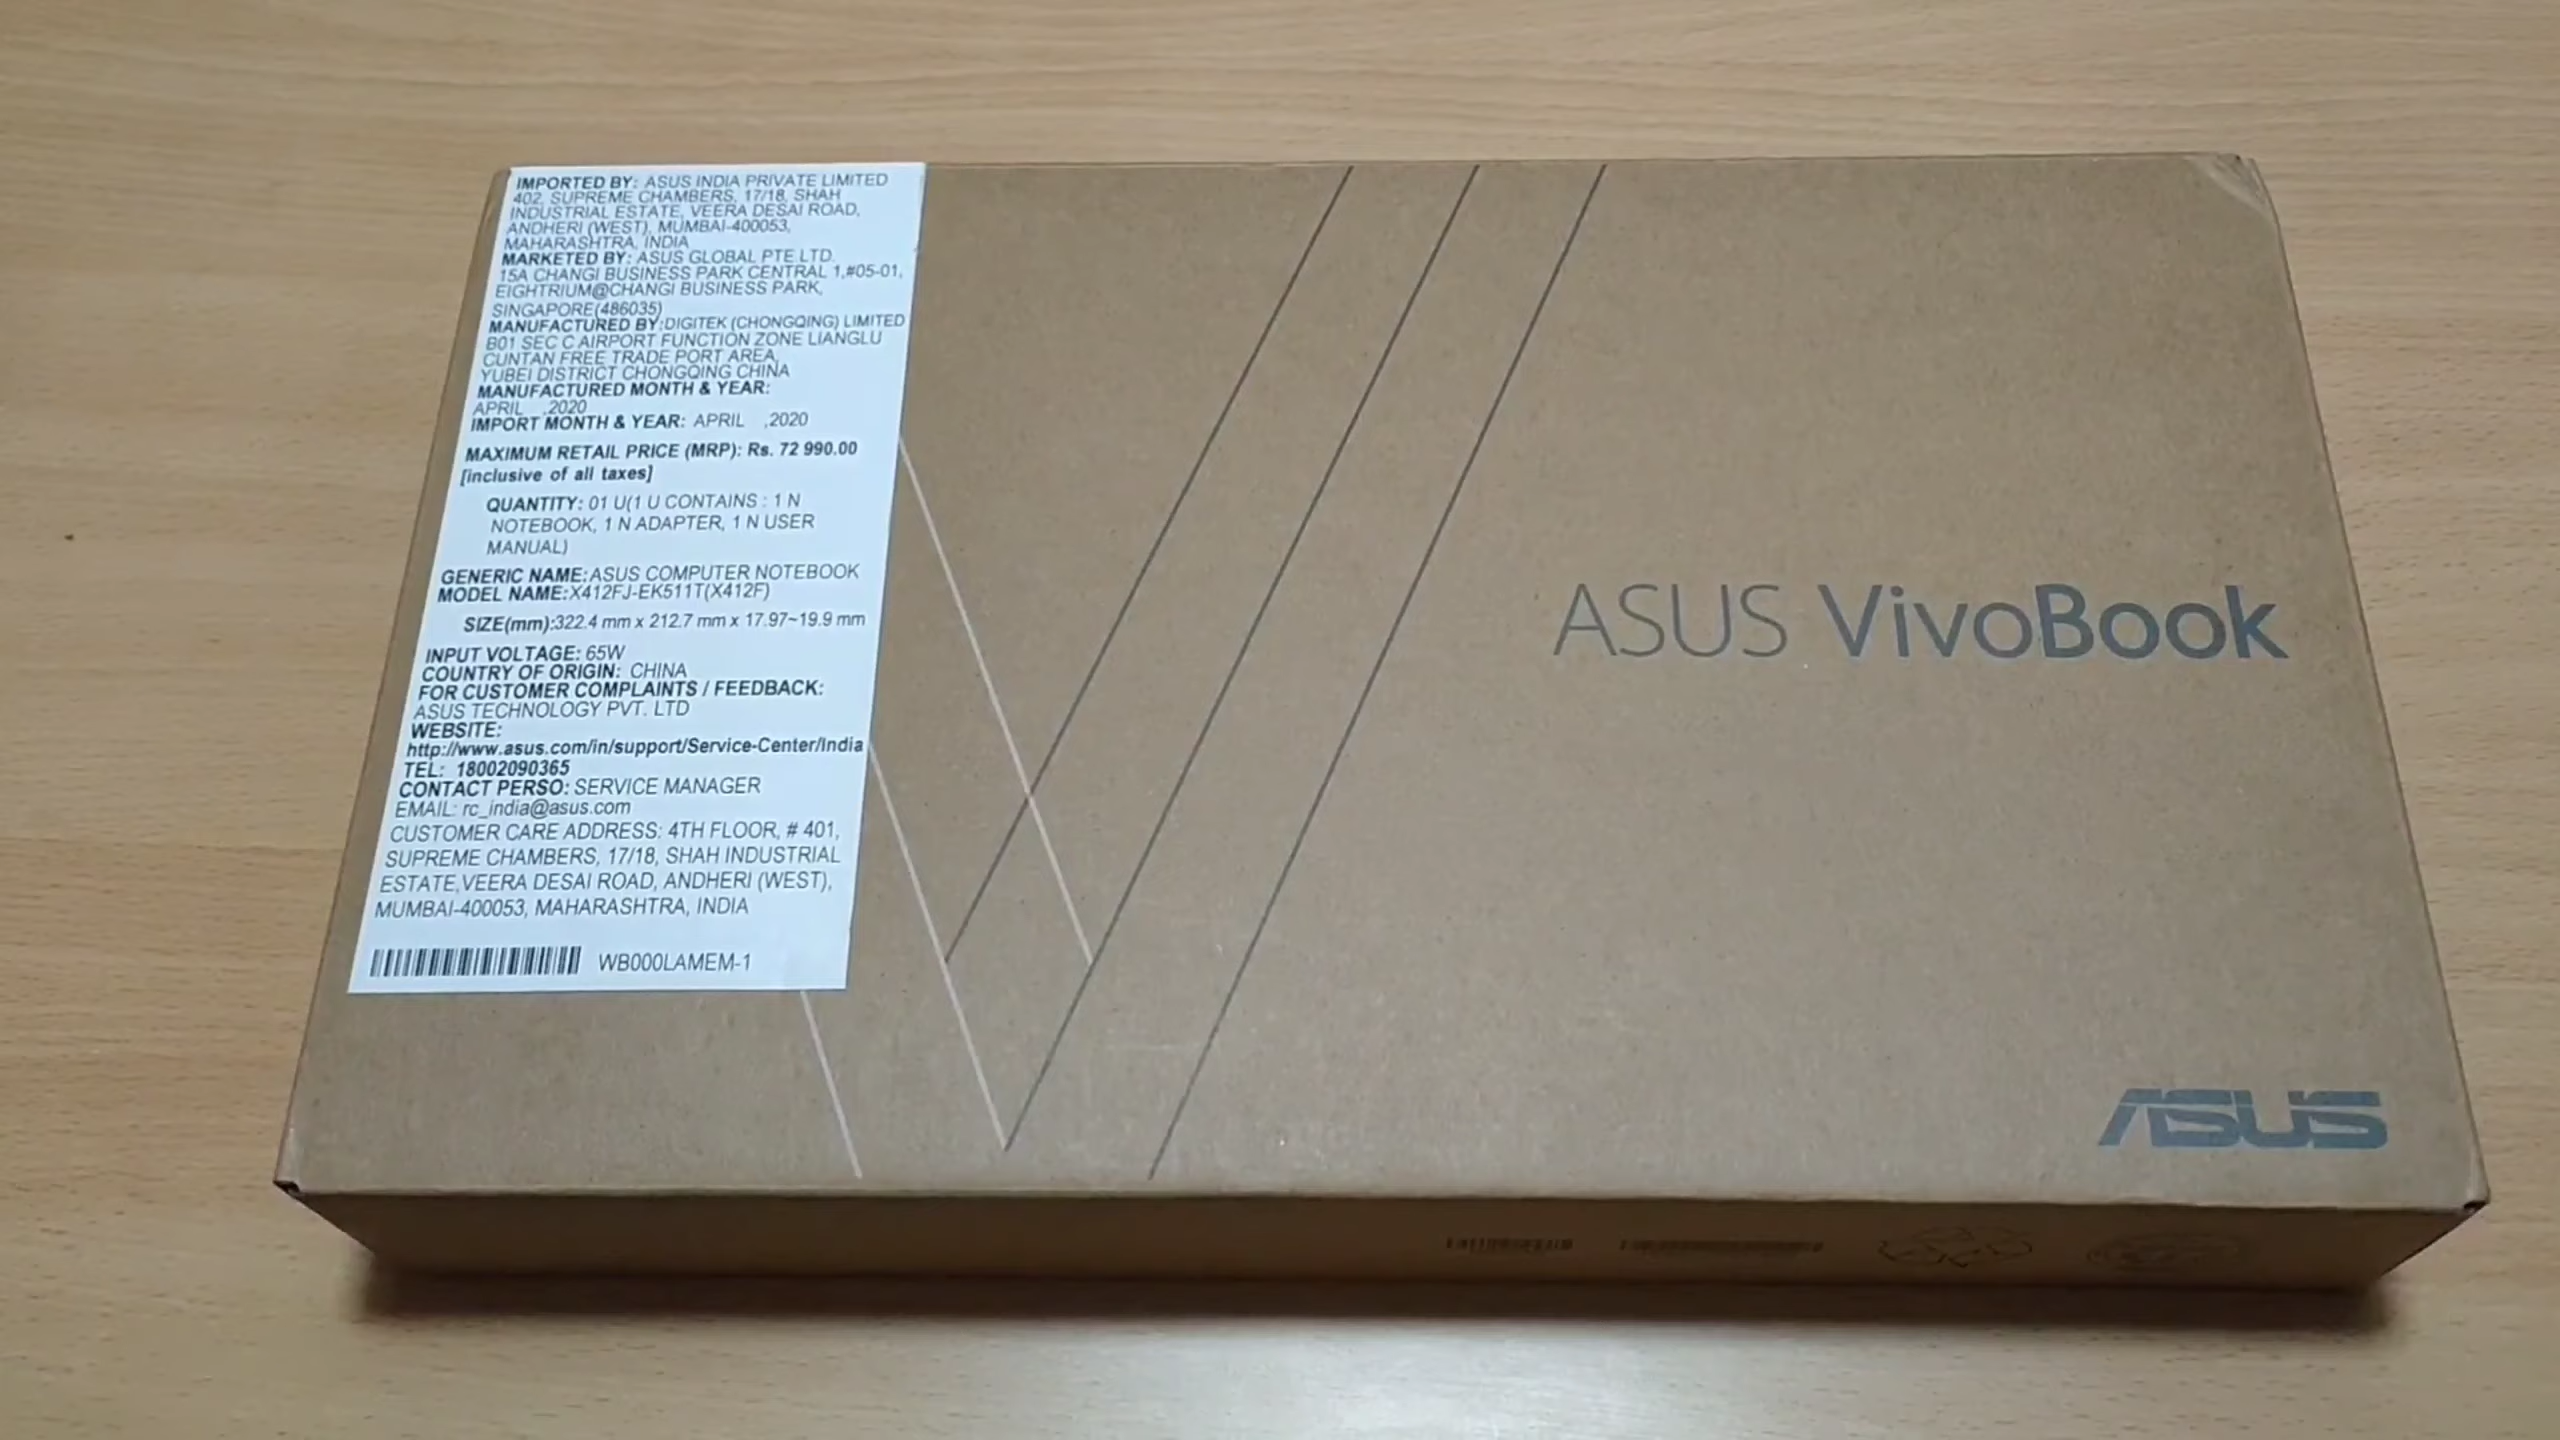 IMPORTED BY: ASUS INDIA PRIVATE LIMITED
402, SUPREME CHAMBERS, 17/18, SHAH
INDUSTRIAL ESTATE, VEERA DESAI ROAD,
ANDHERI (WEST), MUMBAI-400053,
MAHARASHTRA, INDIA
MARKETED BY: ASUS GLOBAL PTE LTD.
15A CHANGI BUSINESS PARK CENTRAL 1,#05-01,
EIGHTRIUM@CHANGI BUSINESS PARK,
SINGAPORE(486035)
MANUFACTURED BY:DIGITEK (CHONGQING) LIMITED
B01 SEC C AIRPORT FUNCTION ZONE LIANGLU
CUNTAN FREE TRADE PORT AREA,
YUBEI DISTRICT CHONGQING CHINA
MANUFACTURED MONTH & YEAR:
APRIL ,2020
IMPORT MONTH & YEAR: APRIL ,2020
MAXIMUM RETAIL PRICE (MRP): Rs. 72 990.00
[inclusive of all taxes]
QUANTITY: 01 U(1 U CONTAINS : 1 N
NOTEBOOK, 1 N ADAPTER, 1 N USER
MANUAL)
GENERIC NAME:ASUS COMPUTER NOTEBOOK
MODEL NAME:X412FJ-EK511T(X412F)
SIZE(mm):322.4 mm x 212.7 mm x 17.97~19.9 mm
INPUT VOLTAGE: 65W
COUNTRY OF ORIGIN: CHINA
FOR CUSTOMER COMPLAINTS / FEEDBACK:
ASUS TECHNOLOGY PVT. LTD
WEBSITE:
http://www.asus.com/in/support/Service-Center/India
TEL: 18002090365
CONTACT PERSO: SERVICE MANAGER
EMAIL: rc_india@asus.com
CUSTOMER CARE ADDRESS: 4TH FLOOR, # 401,
SUPREME CHAMBERS, 17/18, SHAH INDUSTRIAL
ESTATE,VEERA DESAI ROAD, ANDHERI (WEST),
MUMBAI-400053, MAHARASHTRA, INDIA
WB000LAMEM-1
ASUS VivoBook
ASUS